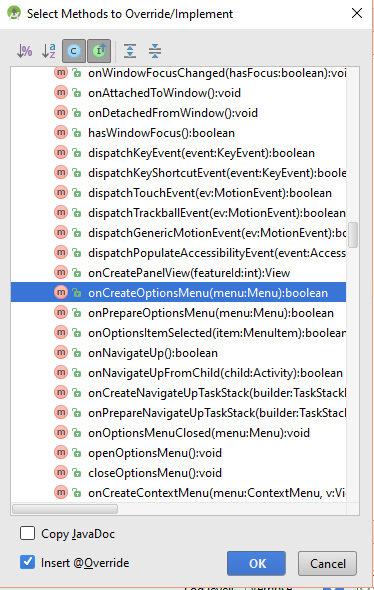 Select Methods to Override/Implement
onWindowFocusChanged(hasFocus:boolean):voi
onAttachedToWindow():void
onDetachedFromWindow():void
hasWindowFocus():boolean
dispatchKeyEvent(event:KeyEvent):boolean
dispatchKeyShortcutEvent(event:KeyEvent):boole
dispatchTouchEvent(ev:MotionEvent):boolean
dispatchTrackballEvent(ev:MotionEvent):boolean
dispatchGenericMotionEvent(ev:MotionEvent):bo
dispatchPopulateAccessibilityEvent(event:Access
onCreatePanelView(featureId:int):View
onCreateOptionsMenu(menu:Menu):boolean
onPrepareOptionsMenu(menu:Menu):boolean
onOptionsItemSelected(item:MenuItem):boolean
onNavigateUp():boolean
onNavigateUpFromChild(child:Activity):boolean
onCreateNavigateUpTaskStack(builder:TaskStackl
onPrepareNavigateUpTaskStack(builder:TaskStack
onOptionsMenuClosed(menu:Menu):void
openOptionsMenu():void
closeOptionsMenu():void
onCreateContextMenu(menu:ContextMenu, v:Vie
Copy JavaDoc
Insert @Override
OK Cancel